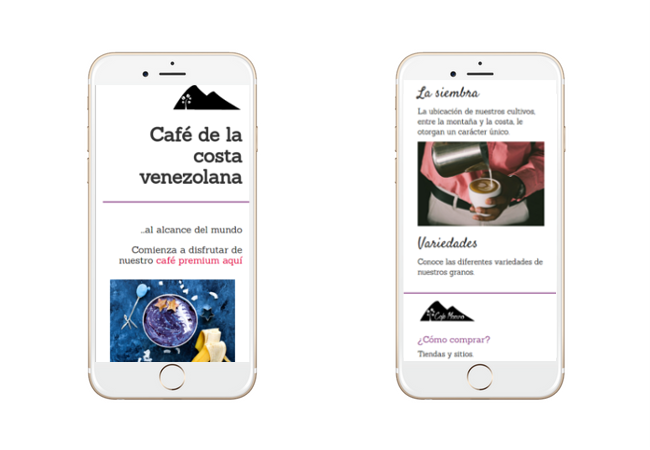 Café de la
costa
venezolana
...al alcance del mundo
Comienza a disfrutar de
nuestro café premium aquí
La siembra
La ubicación de nuestros cultivos,
entre la montaña y la costa, le
otorgan un carácter único.
Variedades
Conoce las diferentes variedades de
nuestros granos.
¿Cómo comprar?
Tiendas y sitios.